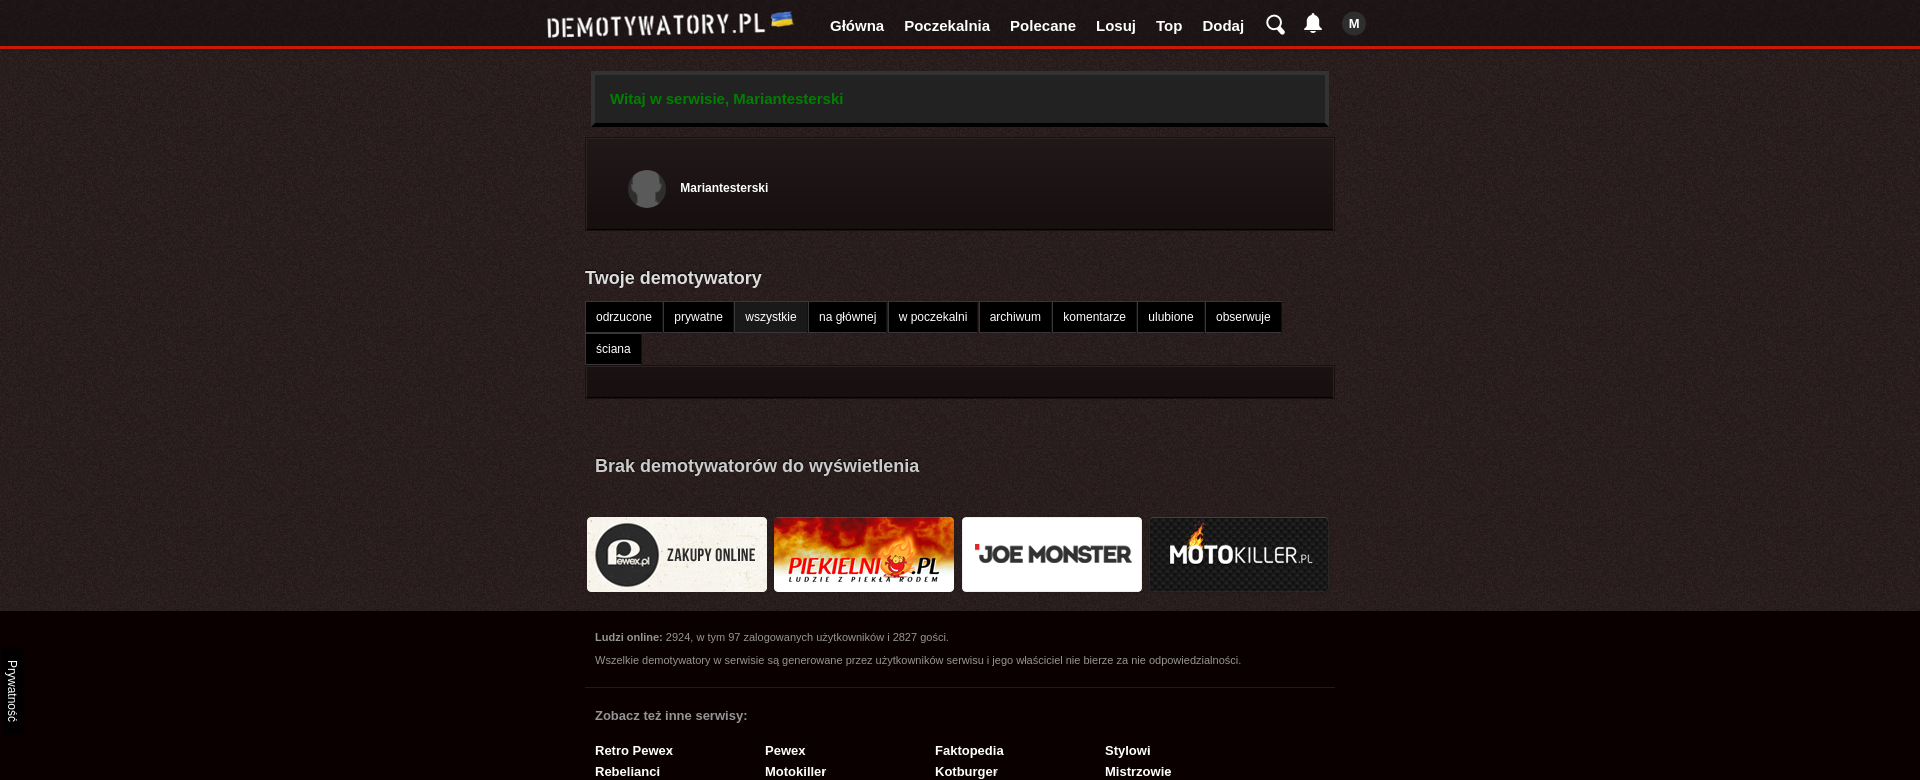 DEMOTYWATORY.PL Główna Poczekalnia Polecane Losuj Top Dodaj M
Witaj w serwisie, Mariantesterski
Mariantesterski
Twoje demotywatory
odrzucone prywatne wszystkie na głównej w poczekalni archiwum komentarze ulubione obserwuje
ściana
Brak demotywatorów do wyświetlenia
Pewex.pl ZAKUPY ONLINE
PIEKIELNI.PL
LUDZIE Z PIEKŁA RODEM
JOE MONSTER
MOTOKILLER.PL
Ludzi online: 2924, w tym 97 zalogowanych użytkowników i 2827 gości.
Wszelkie demotywatory w serwisie są generowane przez użytkowników serwisu i jego właściciel nie bierze za nie odpowiedzialności.
Prywatność
Zobacz też inne serwisy:
Retro Pewex Pewex Faktopedia Stylowi
Rebelianci Motokiller Kotburger Mistrzowie